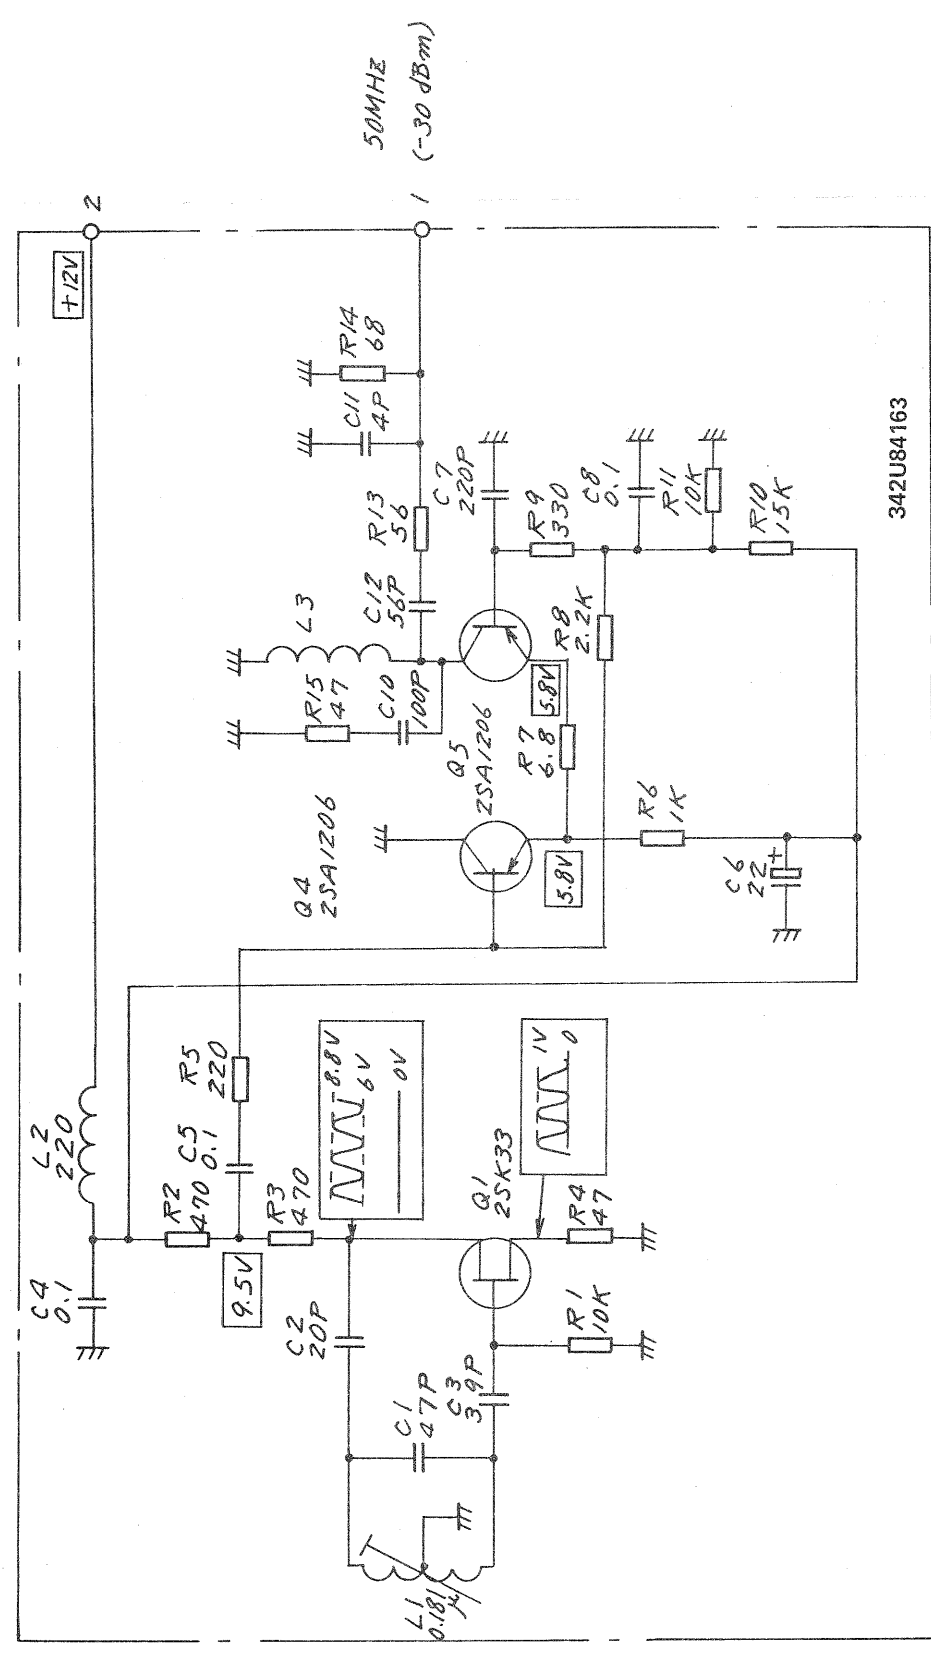 50MHZ
(-30 dBm)
2
1
+12V
R14
68
C11
4P
R13
56
C7
220P
R9
330
C8
0.1
R11
10K
R10
15K
342U84163
L3
C12
56P
R15
47
C10
100P
Q5
2SA1206
5.8V
R8
2.2K
R7
6.8
Q4
2SA1206
5.8V
R6
1K
C6
22
+
L2
220
R5
220
C5
0.1
R2
470
R3
470
8.8V
6V
0V
1V
0
Q1
2SK33
R4
47
C4
0.1
9.5V
C2
20P
R1
10K
C1
47P
C3
39P
L1
0.181
μ